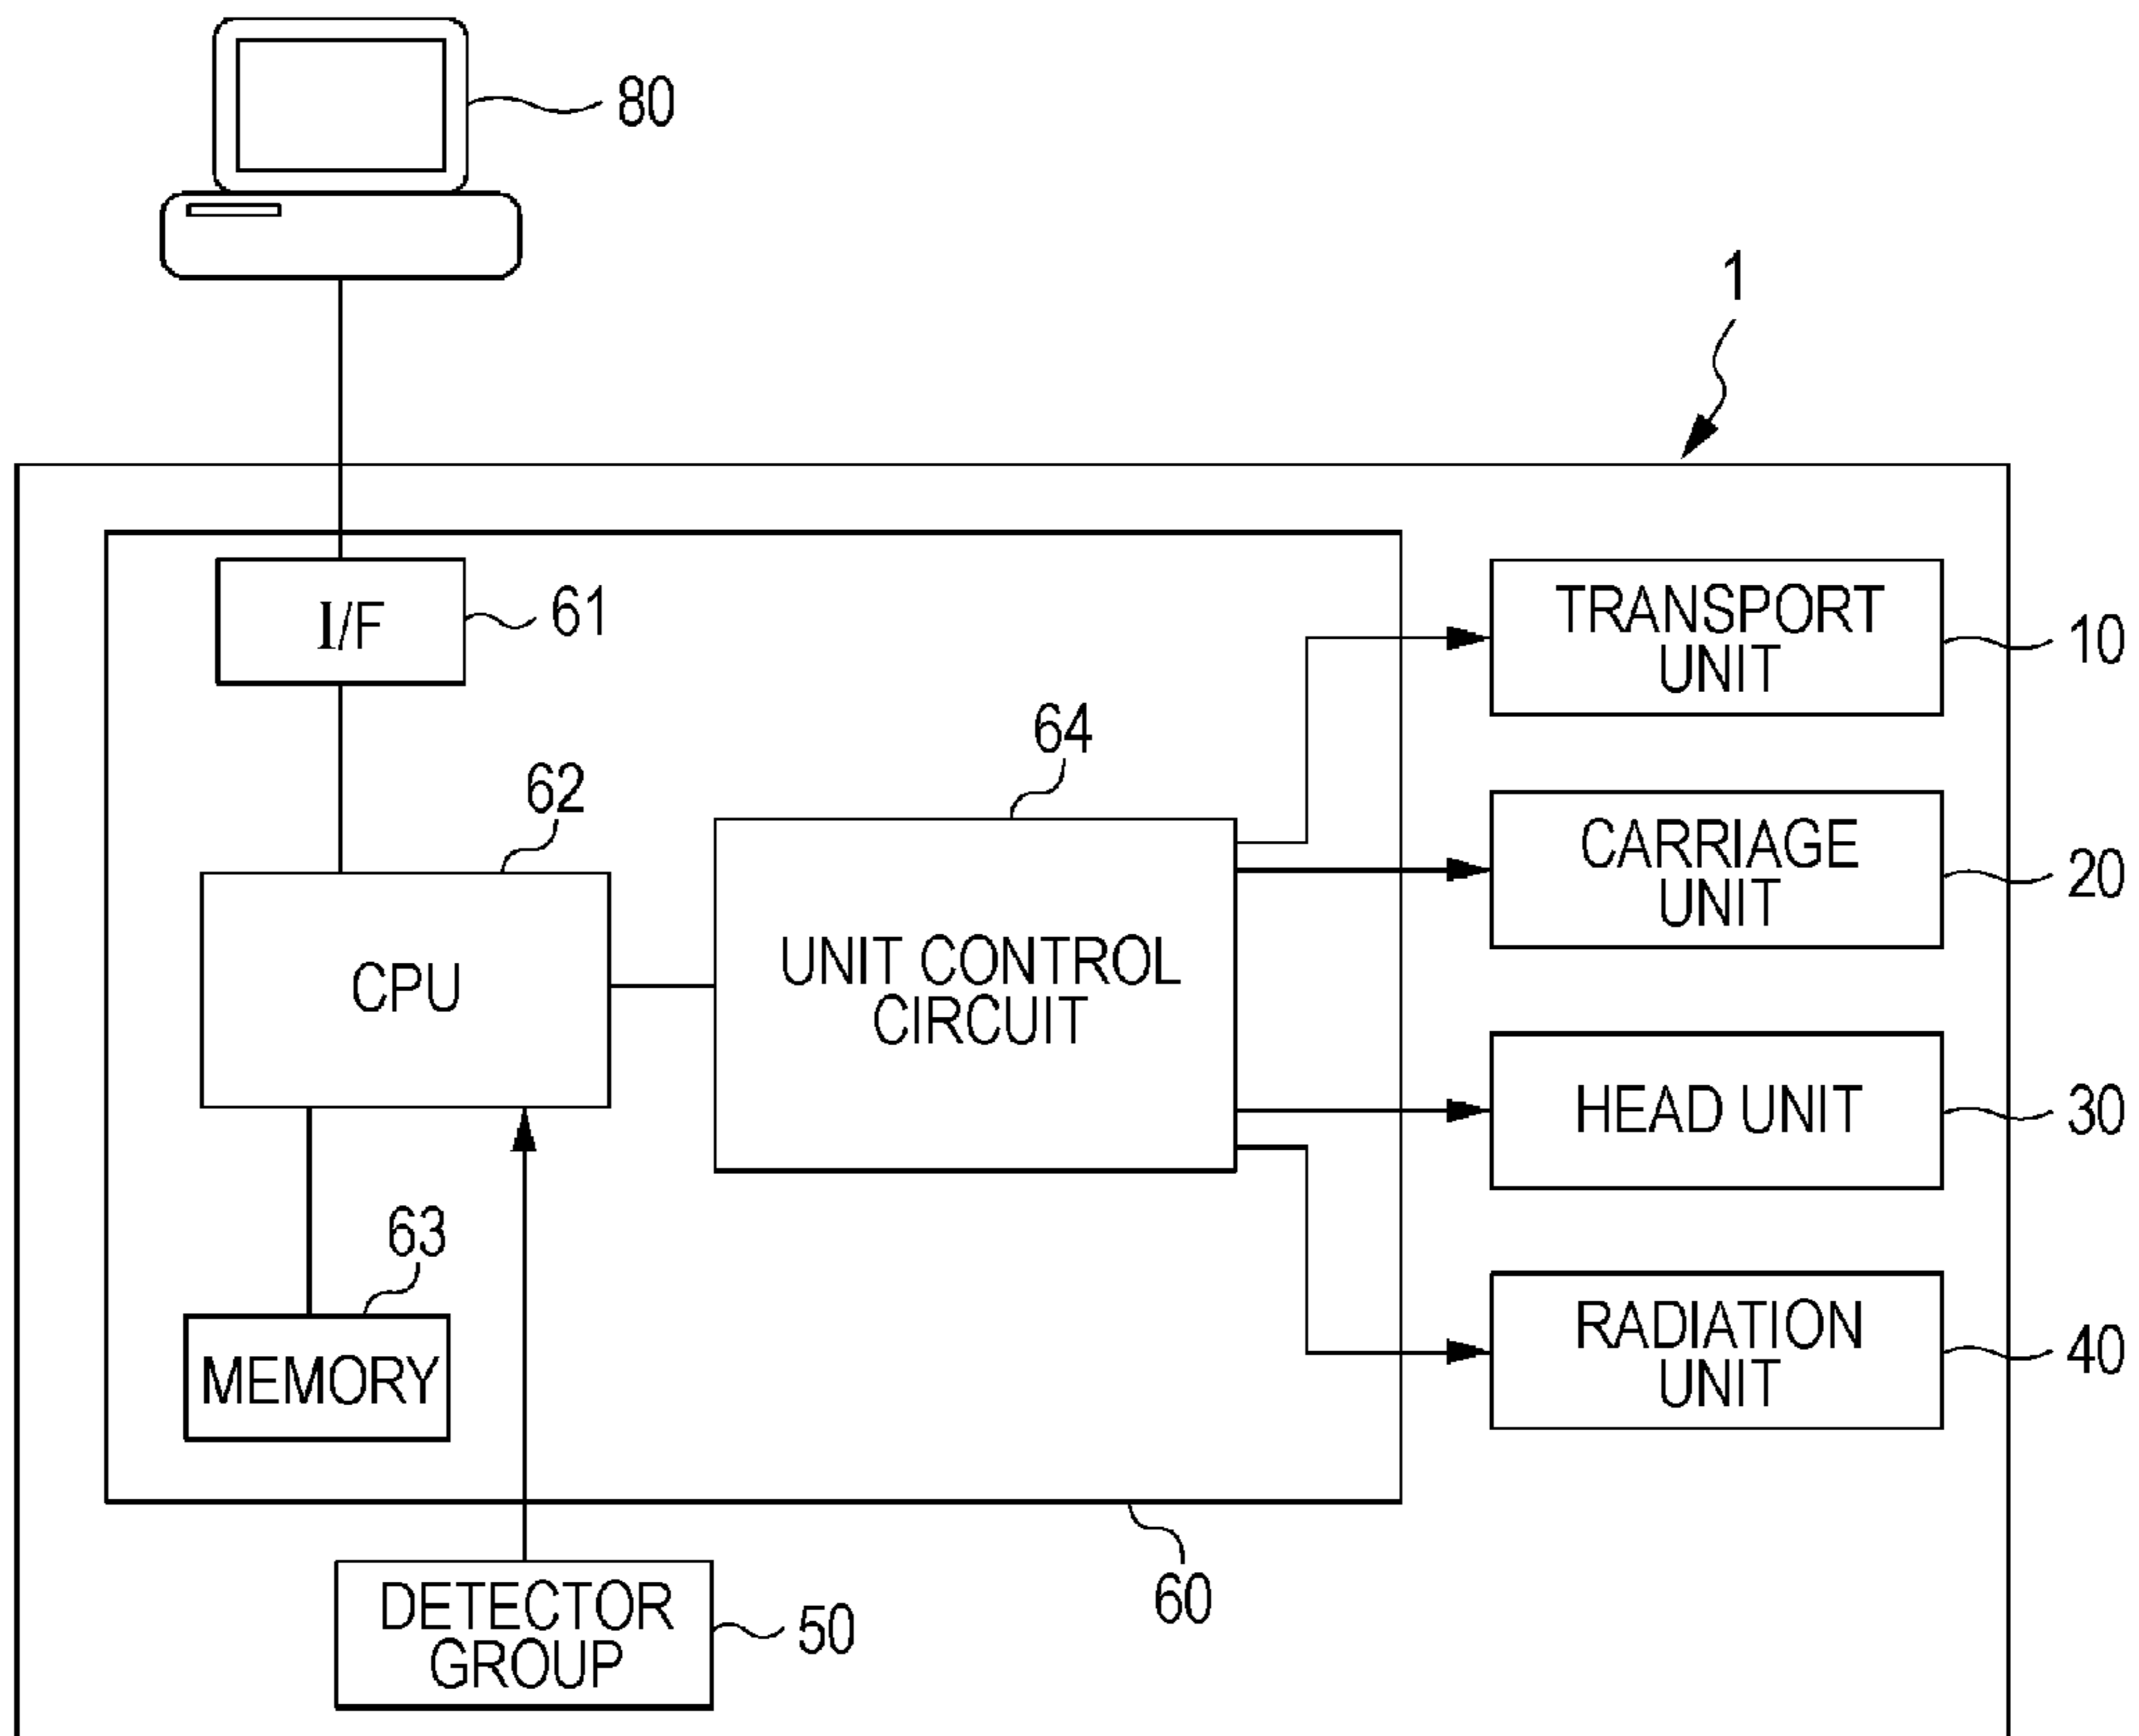 80
1
I/F
61
TRANSPORT
UNIT
10
64
62
CARRIAGE
UNIT
20
CPU
UNIT CONTROL
CIRCUIT
HEAD UNIT
30
63
MEMORY
RADIATION
UNIT
40
DETECTOR
GROUP
50
60